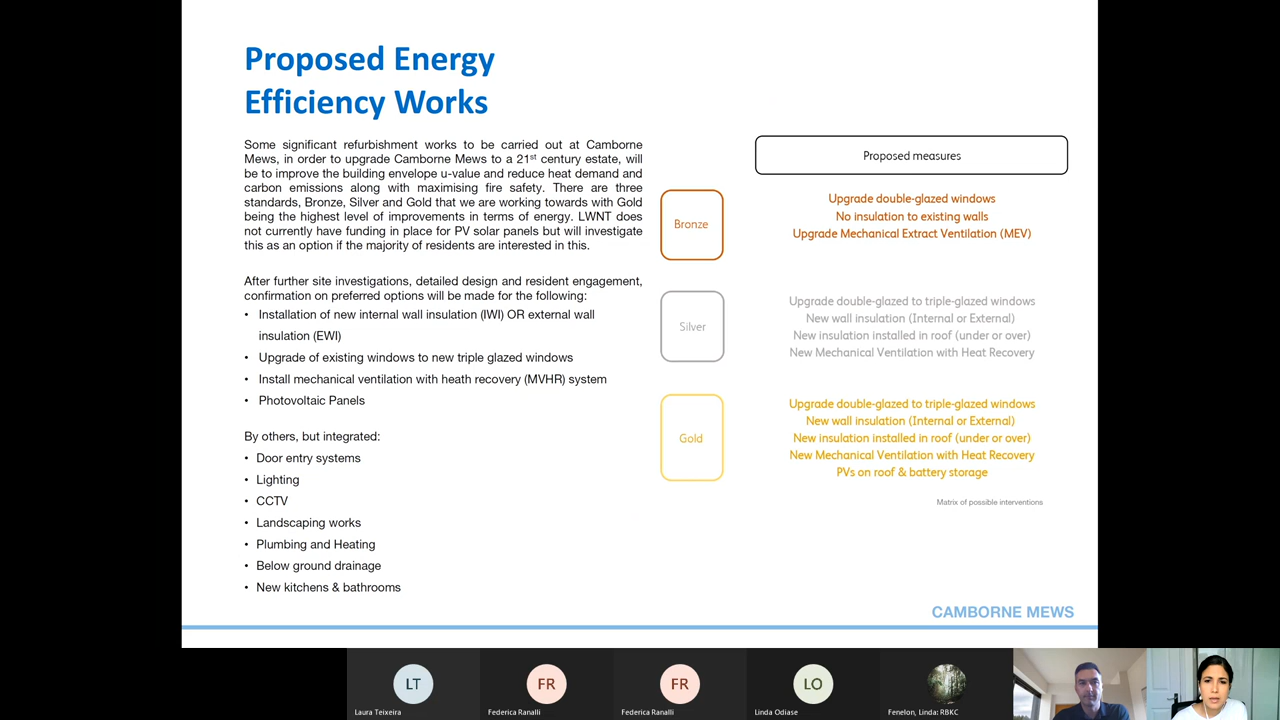 Proposed Energy
Efficiency Works
Some significant refurbishment works to be carried out at Camborne
Mews, in order to upgrade Camborne Mews to a 21st century estate, will
be to improve the building envelope u-value and reduce heat demand and
carbon emissions along with maximising fire safety. There are three
standards, Bronze, Silver and Gold that we are working towards with Gold
being the highest level of improvements in terms of energy. LWNT does
not currently have funding in place for PV solar panels but will investigate
this as an option if the majority of residents are interested in this.
After further site investigations, detailed design and resident engagement,
confirmation on preferred options will be made for the following:
• Installation of new internal wall insulation (IWI) OR external wall
insulation (EWI)
• Upgrade of existing windows to new triple glazed windows
• Install mechanical ventilation with heath recovery (MVHR) system
• Photovoltaic Panels
By others, but integrated:
• Door entry systems
• Lighting
• CCTV
• Landscaping works
• Plumbing and Heating
• Below ground drainage
• New kitchens & bathrooms
Proposed measures
Bronze
Upgrade double-glazed windows
No insulation to existing walls
Upgrade Mechanical Extract Ventilation (MEV)
Silver
Upgrade double-glazed to triple-glazed windows
New wall insulation (Internal or External)
New insulation installed in roof (under or over)
New Mechanical Ventilation with Heat Recovery
Gold
Upgrade double-glazed to triple-glazed windows
New wall insulation (Internal or External)
New insulation installed in roof (under or over)
New Mechanical Ventilation with Heat Recovery
PVs on roof & battery storage
Matrix of possible interventions
CAMBORNE MEWS
LT
FR
FR
LO
Laura Teixeira
Federica Ranalli
Federica Ranalli
Linda Odiase
Fenelon, Linda: RBKC